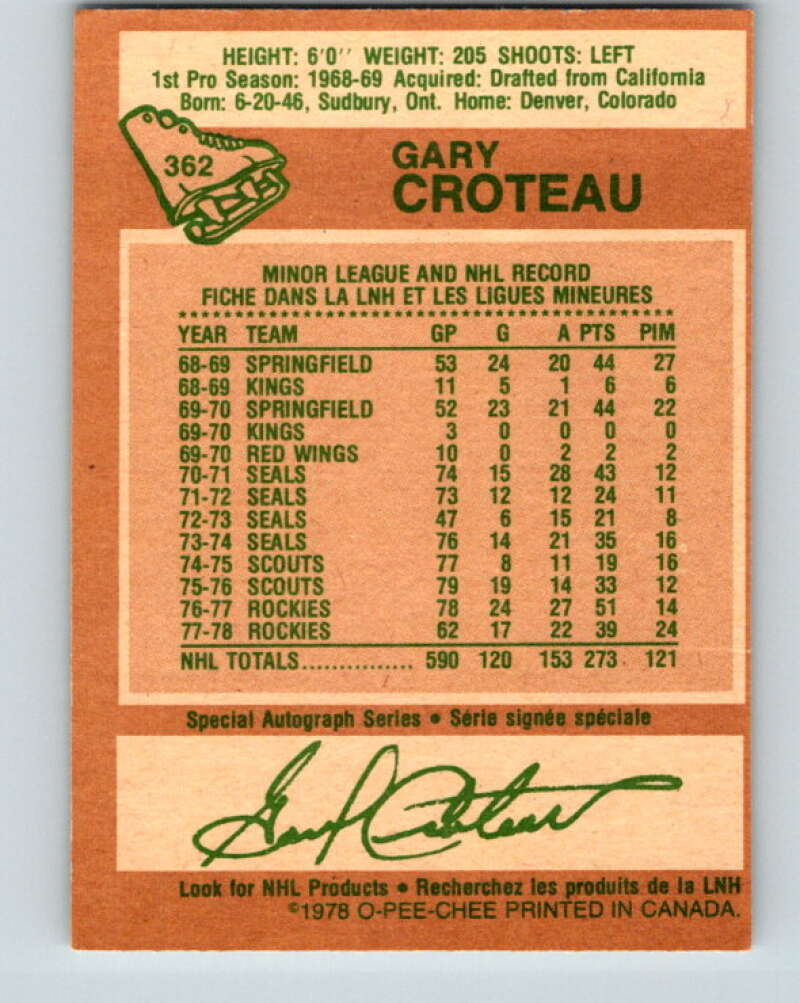 HEIGHT: 6'0'' WEIGHT: 205 SHOOTS: LEFT
1st Pro Season: 1968-69 Acquired: Drafted from California
Born: 6-20-46, Sudbury, Ont. Home: Denver, Colorado
362
GARY
CROTEAU
MINOR LEAGUE AND NHL RECORD
FICHE DANS LA LNH ET LES LIGUES MINEURES
YEAR TEAM GP G A PTS PIM
68-69 SPRINGFIELD 53 24 20 44 27
68-69 KINGS 11 5 1 6 6
69-70 SPRINGFIELD 52 23 21 44 22
69-70 KINGS 3 0 0 0 0
69-70 RED WINGS 10 0 2 2 2
70-71 SEALS 74 15 28 43 12
71-72 SEALS 73 12 12 24 11
72-73 SEALS 47 6 15 21 8
73-74 SEALS 76 14 21 35 16
74-75 SCOUTS 77 8 11 19 16
75-76 SCOUTS 79 19 14 33 12
76-77 ROCKIES 78 24 27 51 14
77-78 ROCKIES 62 17 22 39 24
NHL TOTALS............... 590 120 153 273 121
Special Autograph Series • Série signée spéciale
Gary Croteau
Look for NHL Products • Recherchez les produits de la LNH
©1978 O-PEE-CHEE PRINTED IN CANADA.